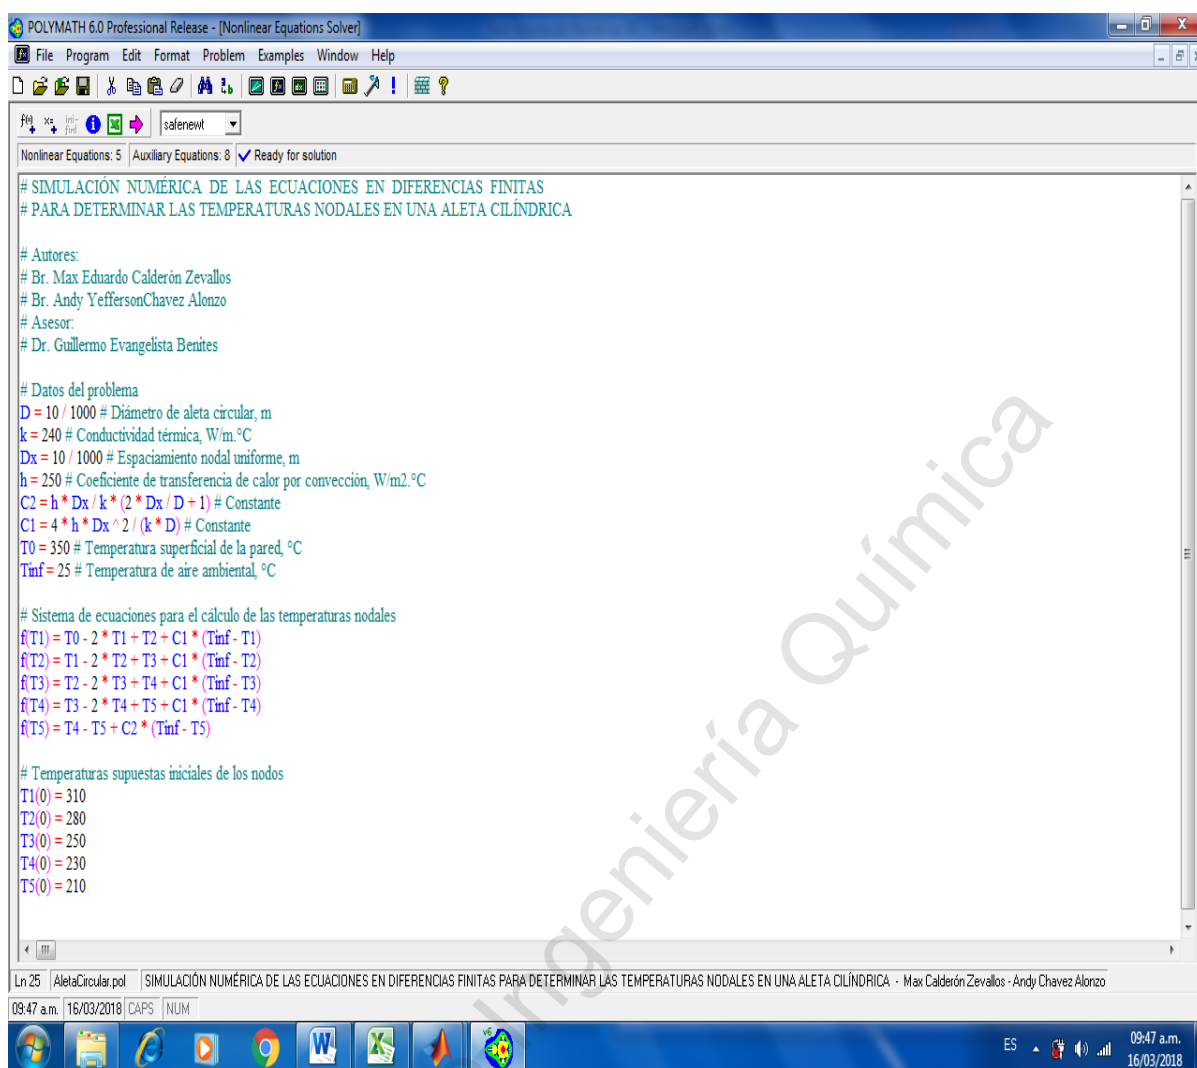 POLYMATH 6.0 Professional Release - [Nonlinear Equations Solver]
File Program Edit Format Problem Examples Window Help
safenewt
Nonlinear Equations: 5 Auxiliary Equations: 8 Ready for solution
# SIMULACIÓN NUMÉRICA DE LAS ECUACIONES EN DIFERENCIAS FINITAS
# PARA DETERMINAR LAS TEMPERATURAS NODALES EN UNA ALETA CILÍNDRICA
# Autores:
# Br. Max Eduardo Calderón Zevallos
# Br. Andy YeffersonChavez Alonzo
# Asesor:
# Dr. Guillermo Evangelista Benites
# Datos del problema
D = 10 / 1000 # Diámetro de aleta circular, m
k = 240 # Conductividad térmica, W/m.°C
Dx = 10 / 1000 # Espaciamiento nodal uniforme, m
h = 250 # Coeficiente de transferencia de calor por convección, W/m2.°C
C2 = h * Dx / k * (2 * Dx / D + 1) # Constante
C1 = 4 * h * Dx ^ 2 / (k * D) # Constante
T0 = 350 # Temperatura superficial de la pared, °C
Tinf = 25 # Temperatura de aire ambiental, °C
# Sistema de ecuaciones para el cálculo de las temperaturas nodales
f(T1) = T0 - 2 * T1 + T2 + C1 * (Tinf - T1)
f(T2) = T1 - 2 * T2 + T3 + C1 * (Tinf - T2)
f(T3) = T2 - 2 * T3 + T4 + C1 * (Tinf - T3)
f(T4) = T3 - 2 * T4 + T5 + C1 * (Tinf - T4)
f(T5) = T4 - T5 + C2 * (Tinf - T5)
# Temperaturas supuestas iniciales de los nodos
T1(0) = 310
T2(0) = 280
T3(0) = 250
T4(0) = 230
T5(0) = 210
Ingeniería Química
Ln 25 AletaCircular.pol SIMULACIÓN NUMÉRICA DE LAS ECUACIONES EN DIFERENCIAS FINITAS PARA DETERMINAR LAS TEMPERATURAS NODALES EN UNA ALETA CILÍNDRICA - Max Calderón Zevallos - Andy Chavez Alonzo
09:47 a.m. 16/03/2018 CAPS NUM
ES 09:47 a.m.
16/03/2018